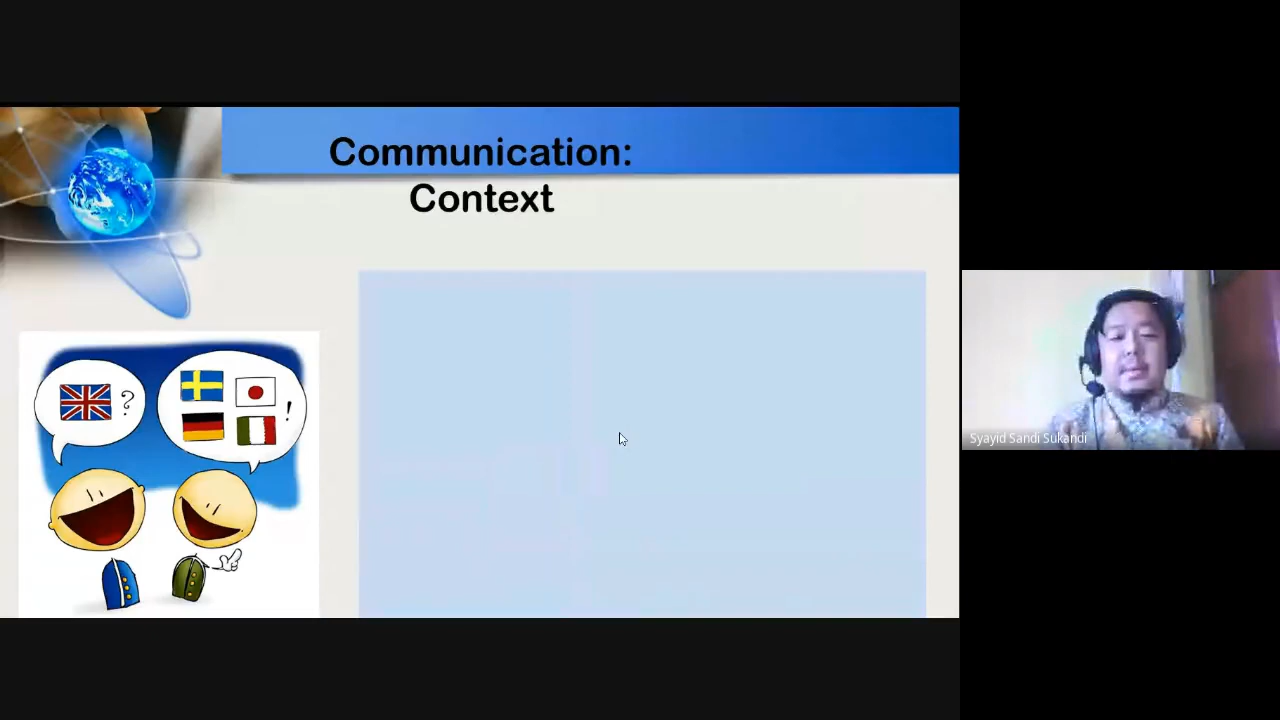 Communication:
Context
?
!
Syayid Sandi Sukandi